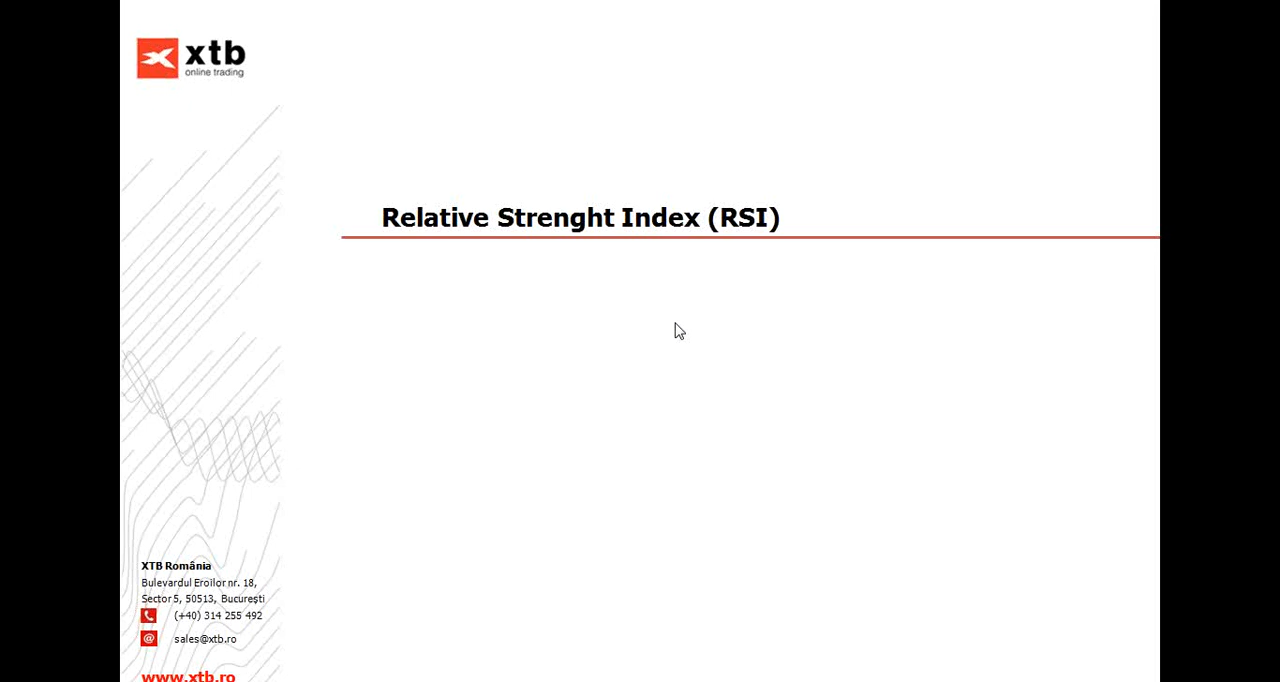 xtb
online trading
Relative Strenght Index (RSI)
XTB România
Bulevardul Eroilor nr. 18,
Sector 5, 50513, București
(+40) 314 255 492
@ sales@xtb.ro
www.xtb.ro